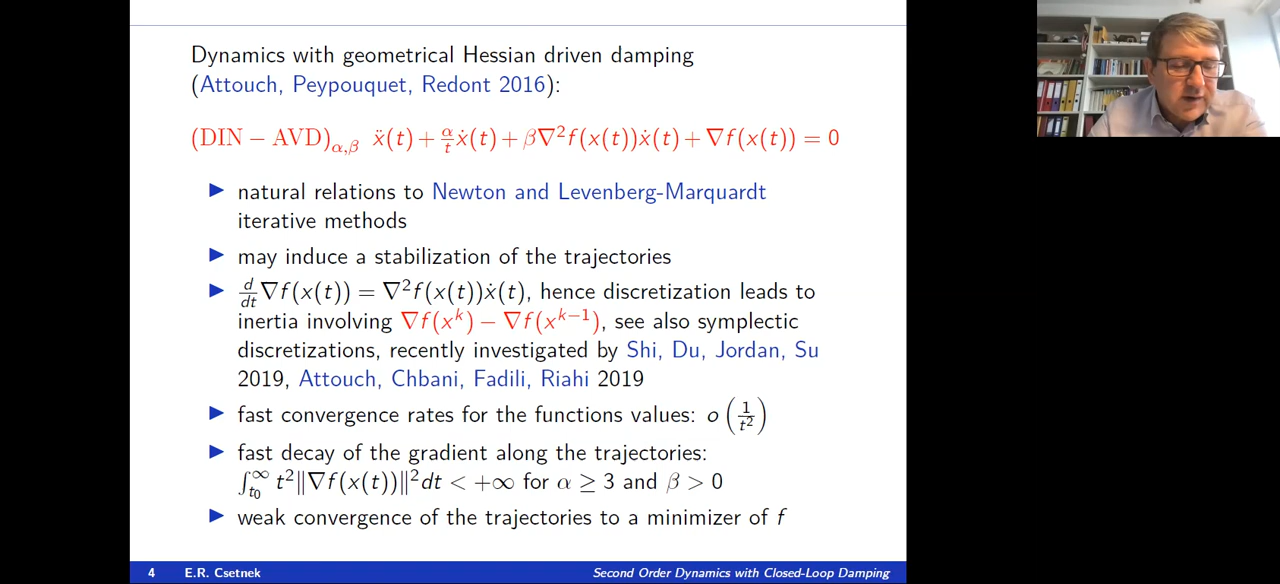 Dynamics with geometrical Hessian driven damping
(Attouch, Peypouquet, Redont 2016):
(DIN − AVD)α,β ẍ(t) + α/t ẋ(t) + β∇²f(x(t))ẋ(t) + ∇f(x(t)) = 0
▶ natural relations to Newton and Levenberg-Marquardt
iterative methods
▶ may induce a stabilization of the trajectories
▶ d/dt ∇f(x(t)) = ∇²f(x(t))ẋ(t), hence discretization leads to
inertia involving ∇f(xᵏ) − ∇f(xᵏ⁻¹), see also symplectic
discretizations, recently investigated by Shi, Du, Jordan, Su
2019, Attouch, Chbani, Fadili, Riahi 2019
▶ fast convergence rates for the functions values: o(1/t²)
▶ fast decay of the gradient along the trajectories:
∫_{t₀}^∞ t²‖∇f(x(t))‖²dt < +∞ for α ≥ 3 and β > 0
▶ weak convergence of the trajectories to a minimizer of f
4 E.R. Csetnek Second Order Dynamics with Closed-Loop Damping